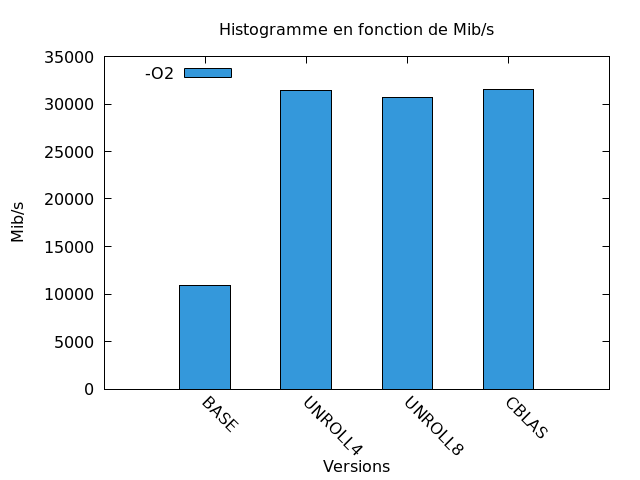 Histogramme en fonction de Mib/s
-O2
35000
30000
25000
20000
15000
10000
5000
0
Mib/s
BASE
UNROLL4
UNROLL8
CBLAS
Versions